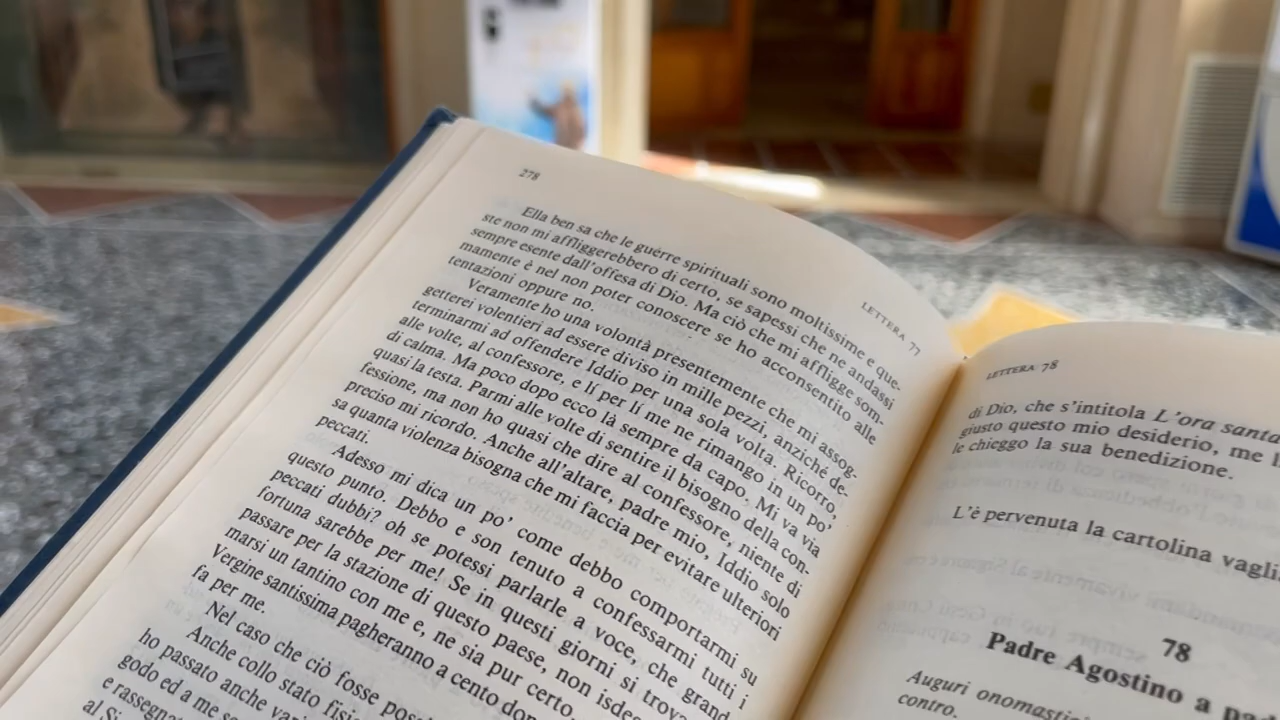 278
LETTERA 77
Ella ben sa che le guerre spirituali sono moltissime e que-
ste non mi affliggerebbero di certo, se sapessi che ne andassi
sempre esente dall'offesa di Dio. Ma ciò che mi affligge som-
mamente è nel non poter conoscere se ho acconsentito alle
tentazioni oppure no.
Veramente ho una volontà presentemente che mi assog-
getterei volentieri ad essere diviso in mille pezzi, anziché de-
terminarmi ad offendere Iddio per una sola volta. Ricorro,
alle volte, al confessore, e lí per lí me ne rimango in un po'
di calma. Ma poco dopo ecco là sempre da capo. Mi va via
quasi la testa. Parmi alle volte di sentire il bisogno della con-
fessione, ma non ho quasi che dire al confessore, niente di
preciso mi ricordo. Anche all'altare, padre mio, Iddio solo
sa quanta violenza bisogna che mi faccia per evitare ulteriori
peccati.
Adesso mi dica un po' come debbo comportarmi su
questo punto. Debbo e son tenuto a confessarmi tutti i
peccati dubbi? oh se potessi parlarle, a voce, che grand
fortuna sarebbe per me! Se in questi giorni si trova
passare per la stazione di questo paese, non isdeg
marsi un tantino con me e, ne sia pur certo,
Vergine santissima pagheranno a cento dop
fa per me.
Nel caso che ciò fosse poss
Anche collo stato fisic
ho passato anche vari
godo ed a me s
e rassegnat
al Si
LETTERA 78
di Dio, che s'intitola L'ora santa
giusto questo mio desiderio, me l
le chieggo la sua benedizione.
L'è pervenuta la cartolina vagli
78
Padre Agostino a pad
Auguri onomasti
contro.